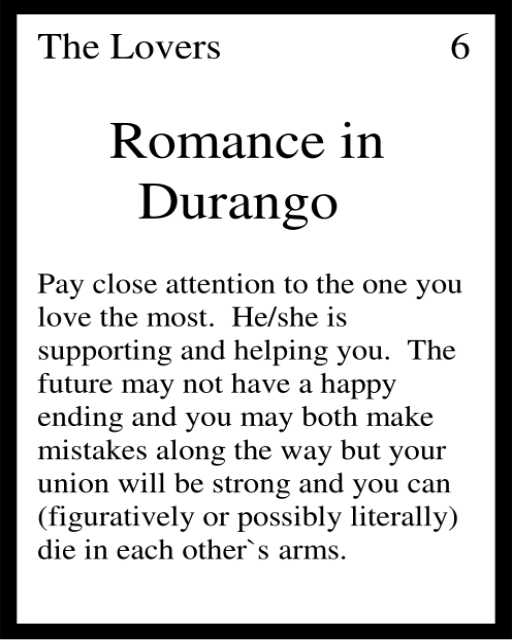 The Lovers 6
Romance in
Durango
Pay close attention to the one you
love the most.  He/she is
supporting and helping you.  The
future may not have a happy
ending and you may both make
mistakes along the way but your
union will be strong and you can
(figuratively or possibly literally)
die in each other`s arms.